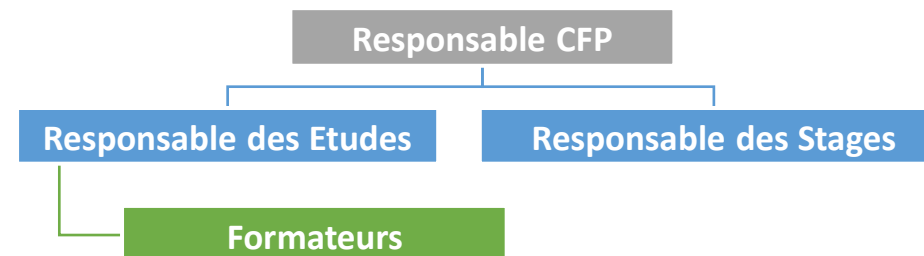 Responsable CFP
Responsable des Etudes
Responsable des Stages
Formateurs